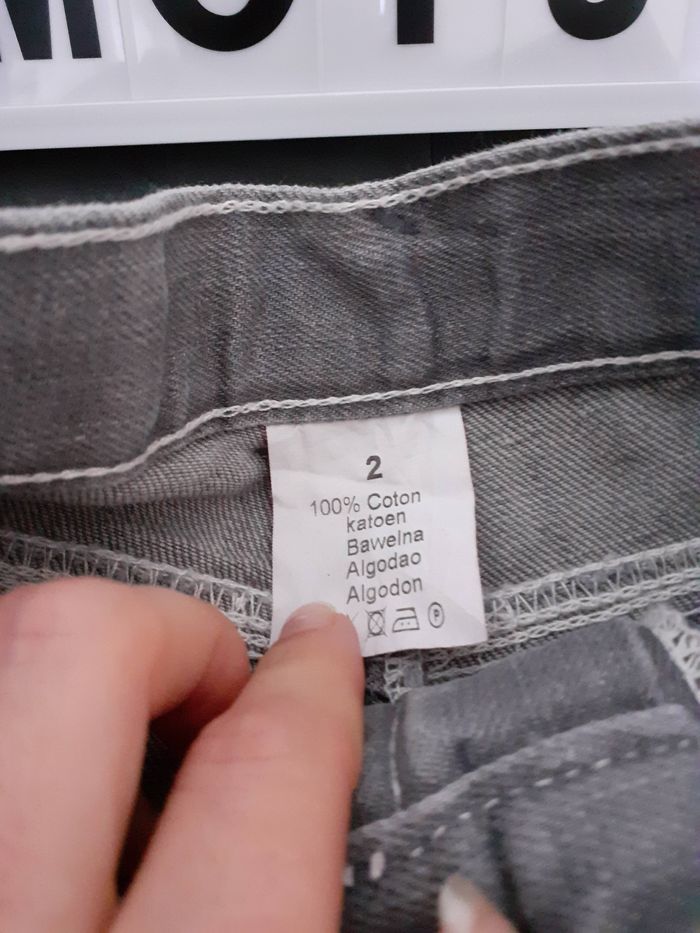 2
100% Coton
katoen
Bawelna
Algodao
Algodon
P